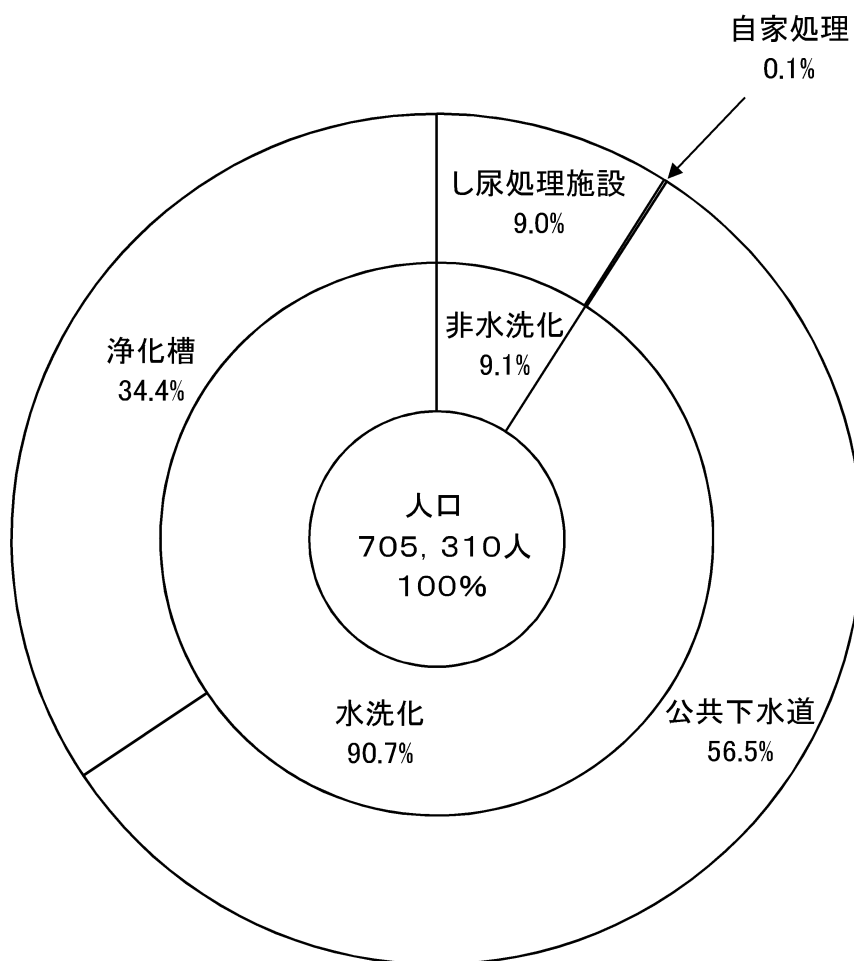 自家処理
0.1%
し尿処理施設
9.0%
非水洗化
9.1%
浄化槽
34.4%
人口
705,310人
100%
水洗化
90.7%
公共下水道
56.5%